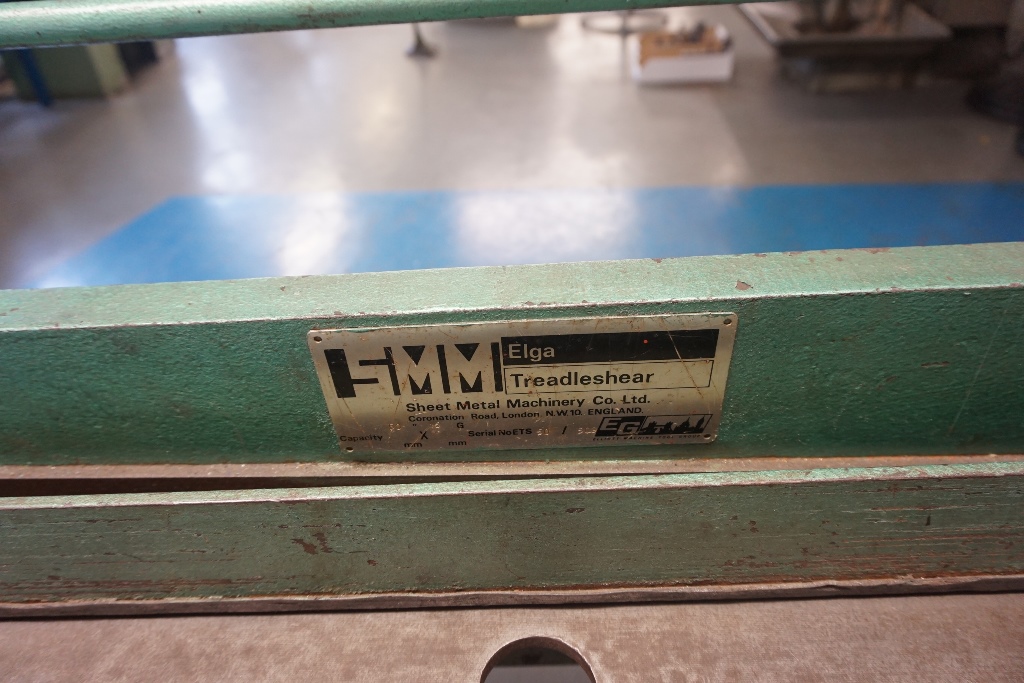 SMM
Elga
Treadleshear
Sheet Metal Machinery Co. Ltd.
Coronation Road, London N.W.10. ENGLAND.
G
Capacity X Serial No ETS /
mm mm
EG